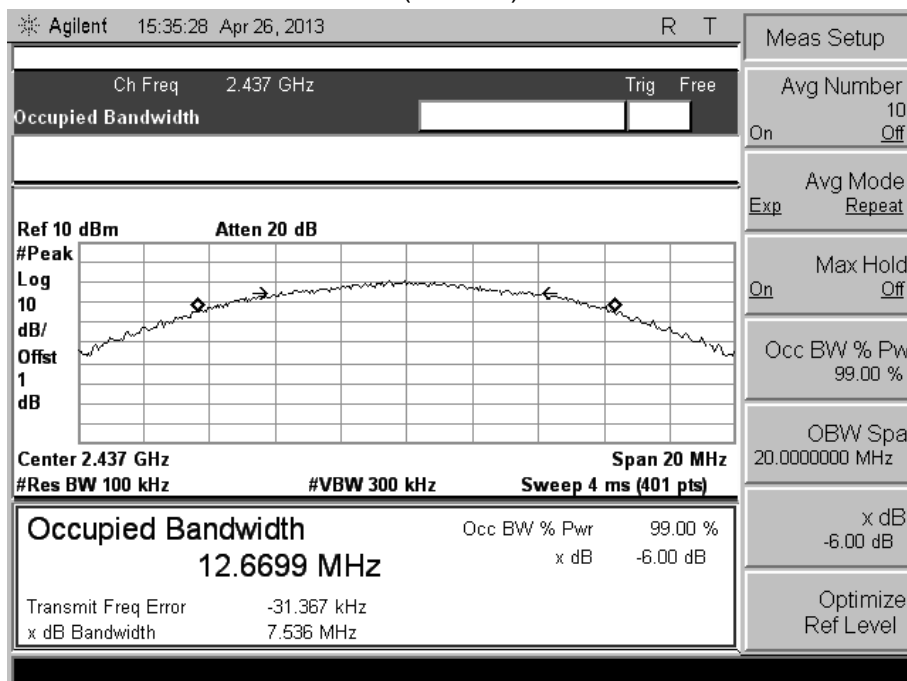 Agilent 15:35:28 Apr 26, 2013 R T
Ch Freq 2.437 GHz Trig Free
Occupied Bandwidth
Ref 10 dBm Atten 20 dB
#Peak
Log
10
dB/
Offst
1
dB
Center 2.437 GHz Span 20 MHz
#Res BW 100 kHz #VBW 300 kHz Sweep 4 ms (401 pts)
Occupied Bandwidth
12.6699 MHz
Occ BW % Pwr 99.00 %
x dB -6.00 dB
Transmit Freq Error -31.367 kHz
x dB Bandwidth 7.536 MHz
Meas Setup
Avg Number
10
On Off
Avg Mode
Exp Repeat
Max Hold
On Off
Occ BW % Pw
99.00 %
OBW Spa
20.0000000 MHz
x dB
-6.00 dB
Optimize
Ref Level